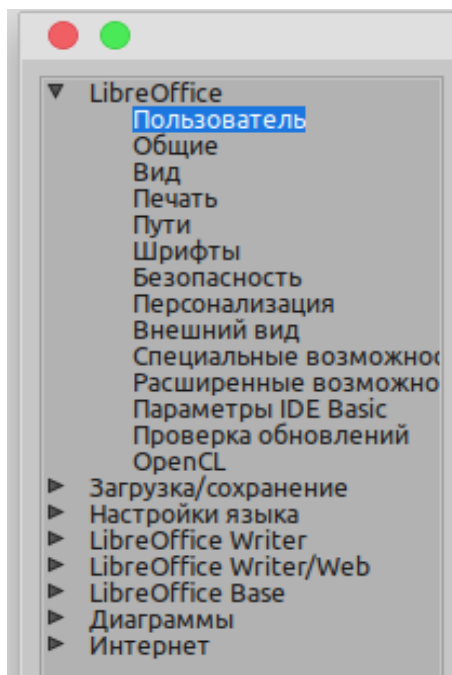 LibreOffice
Пользователь
Общие
Вид
Печать
Пути
Шрифты
Безопасность
Персонализация
Внешний вид
Специальные возможнос
Расширенные возможно
Параметры IDE Basic
Проверка обновлений
OpenCL
Загрузка/сохранение
Настройки языка
LibreOffice Writer
LibreOffice Writer/Web
LibreOffice Base
Диаграммы
Интернет